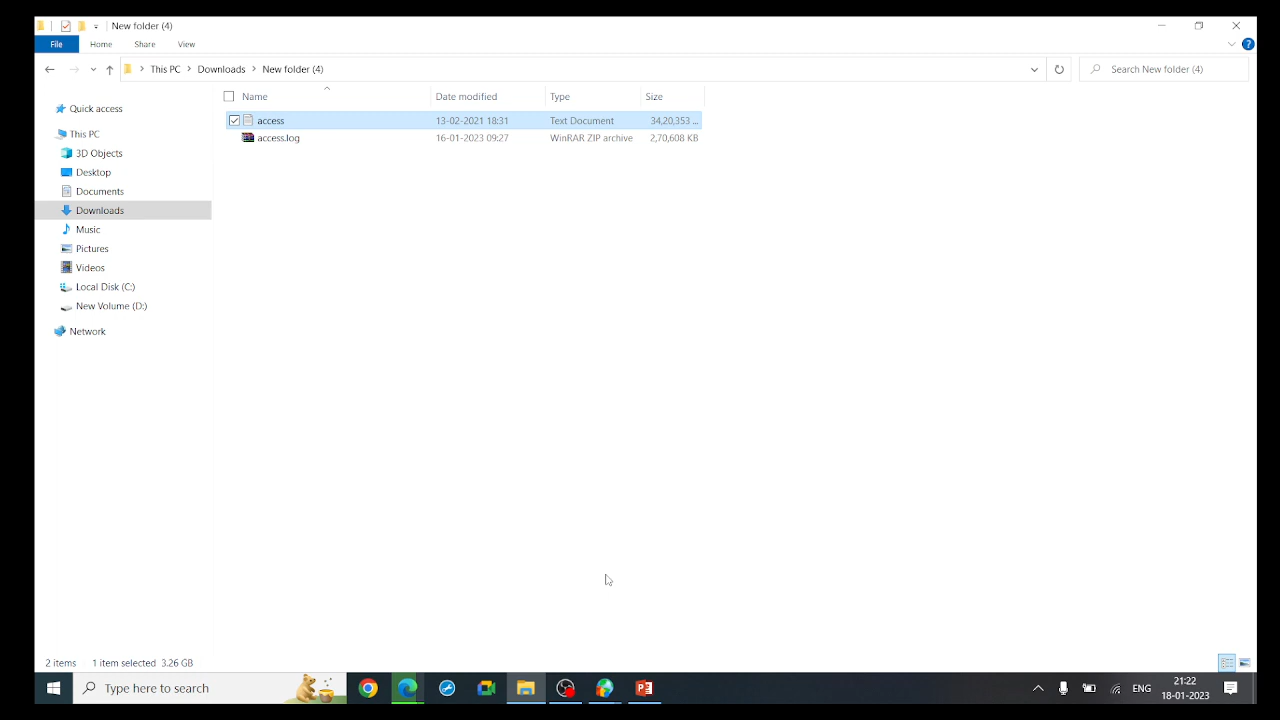 New folder (4)
File Home Share View
This PC Downloads New folder (4) Search New folder (4)
Name Date modified Type Size
access 13-02-2021 18:31 Text Document 34,20,353 ...
access.log 16-01-2023 09:27 WinRAR ZIP archive 2,70,608 KB
Quick access
This PC
3D Objects
Desktop
Documents
Downloads
Music
Pictures
Videos
Local Disk (C:)
New Volume (D:)
Network
2 items 1 item selected 3.26 GB
Type here to search
ENG
21:22
18-01-2023